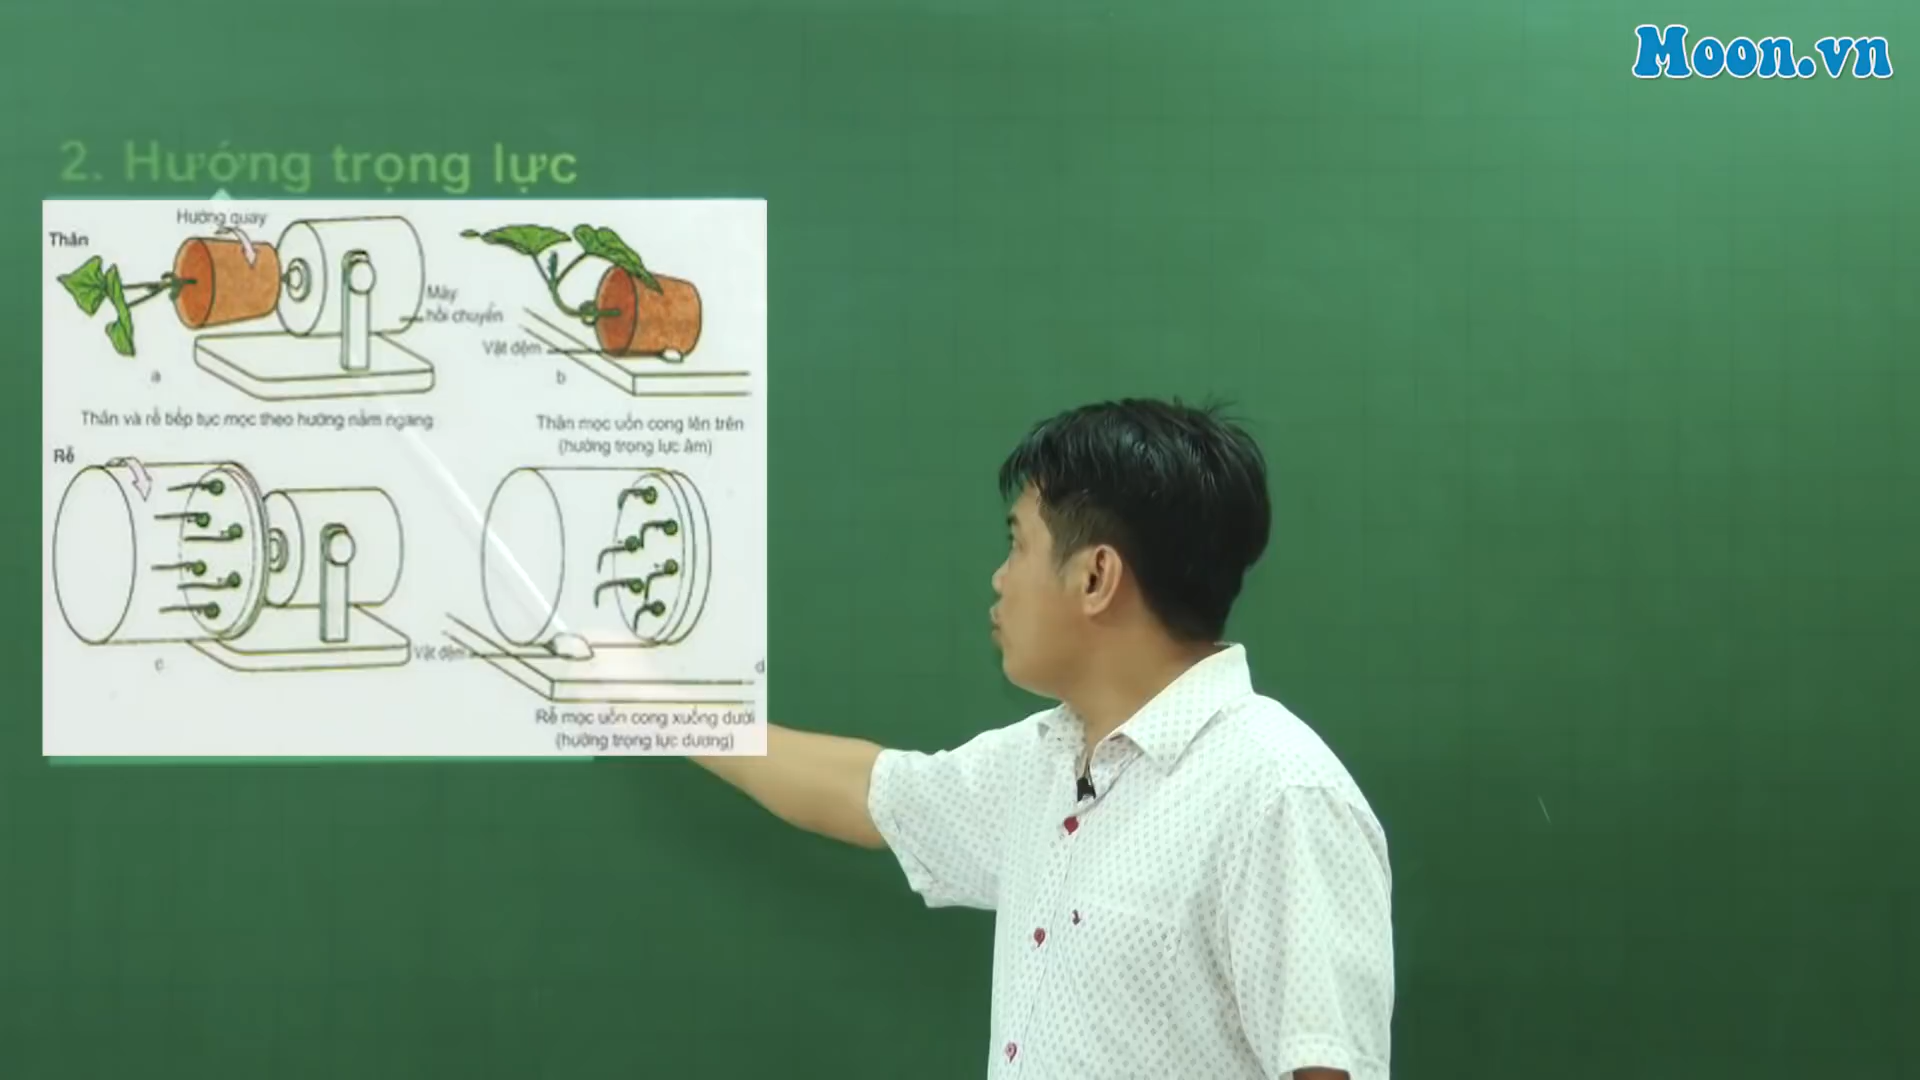 Moon.vn
2. Hướng trọng lực
Hướng quay
Thân
Máy
hồi chuyển
Vật đệm
a
b
Thân và rễ tiếp tục mọc theo hướng nằm ngang
Thân mọc uốn cong lên trên
(hướng trọng lực âm)
Rễ
Vật đệm
c
d
Rễ mọc uốn cong xuống dưới
(hướng trọng lực dương)